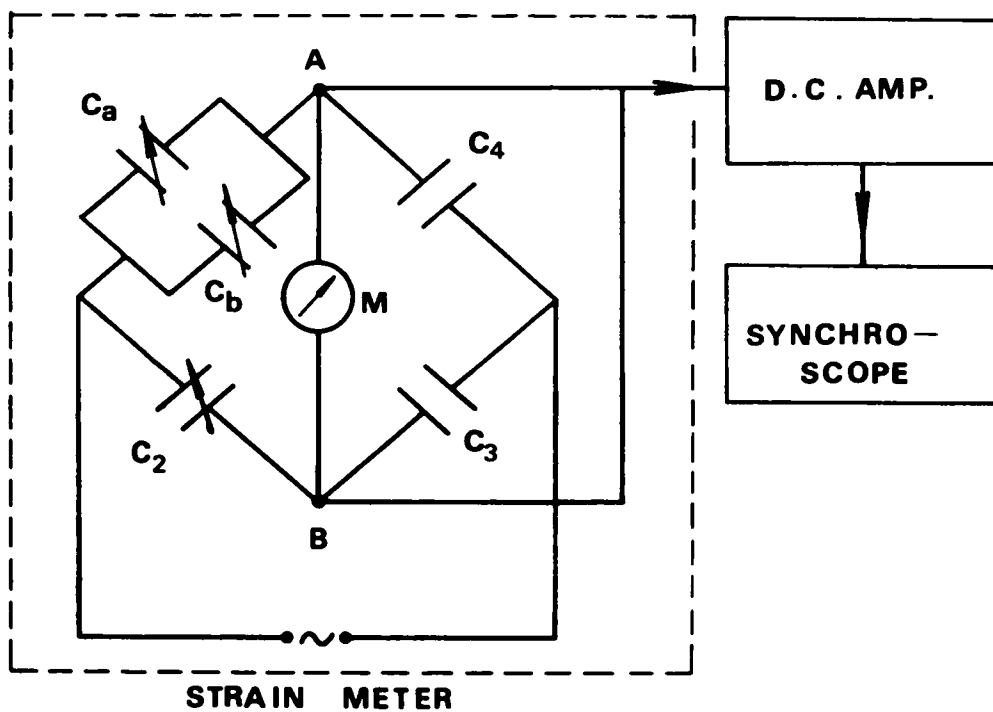 A
D.C. AMP.
Ca
C4
Cb
M
SYNCHRO—
SCOPE
C2
C3
B
~
STRAIN METER